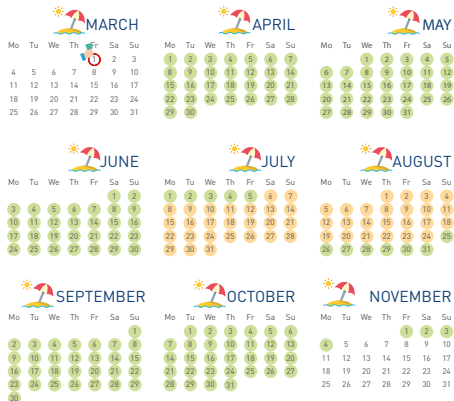 MARCH
Mo Tu We Th Fr Sa Su
1 2 3
4 5 6 7 8 9 10
11 12 13 14 15 16 17
18 19 20 21 22 23 24
25 26 27 28 29 30 31
APRIL
Mo Tu We Th Fr Sa Su
1 2 3 4 5 6 7
8 9 10 11 12 13 14
15 16 17 18 19 20 21
22 23 24 25 26 27 28
29 30
MAY
Mo Tu We Th Fr Sa Su
1 2 3 4 5
6 7 8 9 10 11 12
13 14 15 16 17 18 19
20 21 22 23 24 25 26
27 28 29 30 31
JUNE
Mo Tu We Th Fr Sa Su
1 2
3 4 5 6 7 8 9
10 11 12 13 14 15 16
17 18 19 20 21 22 23
24 25 26 27 28 29 30
JULY
Mo Tu We Th Fr Sa Su
1 2 3 4 5 6 7
8 9 10 11 12 13 14
15 16 17 18 19 20 21
22 23 24 25 26 27 28
29 30 31
AUGUST
Mo Tu We Th Fr Sa Su
1 2 3 4
5 6 7 8 9 10 11
12 13 14 15 16 17 18
19 20 21 22 23 24 25
26 27 28 29 30 31
SEPTEMBER
Mo Tu We Th Fr Sa Su
1
2 3 4 5 6 7 8
9 10 11 12 13 14 15
16 17 18 19 20 21 22
23 24 25 26 27 28 29
30
OCTOBER
Mo Tu We Th Fr Sa Su
1 2 3 4 5 6
7 8 9 10 11 12 13
14 15 16 17 18 19 20
21 22 23 24 25 26 27
28 29 30 31
NOVEMBER
Mo Tu We Th Fr Sa Su
1 2 3
4 5 6 7 8 9 10
11 12 13 14 15 16 17
18 19 20 21 22 23 24
25 26 27 28 29 30